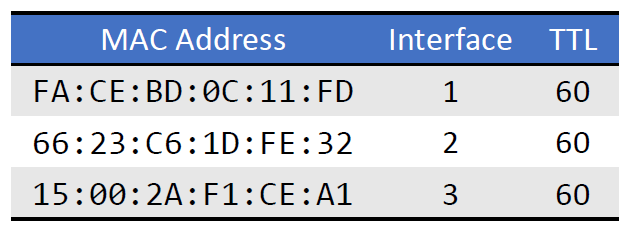 MAC Address Interface TTL
FA:CE:BD:0C:11:FD 1 60
66:23:C6:1D:FE:32 2 60
15:00:2A:F1:CE:A1 3 60